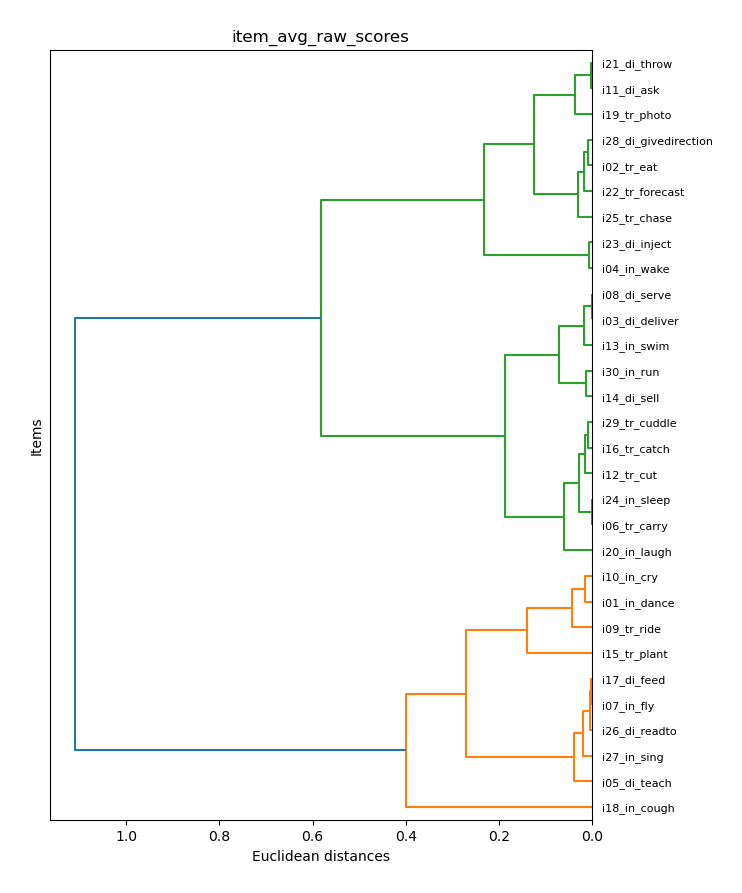 item_avg_raw_scores
i21_di_throw
i11_di_ask
i19_tr_photo
i28_di_givedirection
i02_tr_eat
i22_tr_forecast
i25_tr_chase
i23_di_inject
i04_in_wake
i08_di_serve
i03_di_deliver
i13_in_swim
i30_in_run
i14_di_sell
i29_tr_cuddle
i16_tr_catch
i12_tr_cut
i24_in_sleep
i06_tr_carry
i20_in_laugh
i10_in_cry
i01_in_dance
i09_tr_ride
i15_tr_plant
i17_di_feed
i07_in_fly
i26_di_readto
i27_in_sing
i05_di_teach
i18_in_cough
Items
1.0 0.8 0.6 0.4 0.2 0.0
Euclidean distances